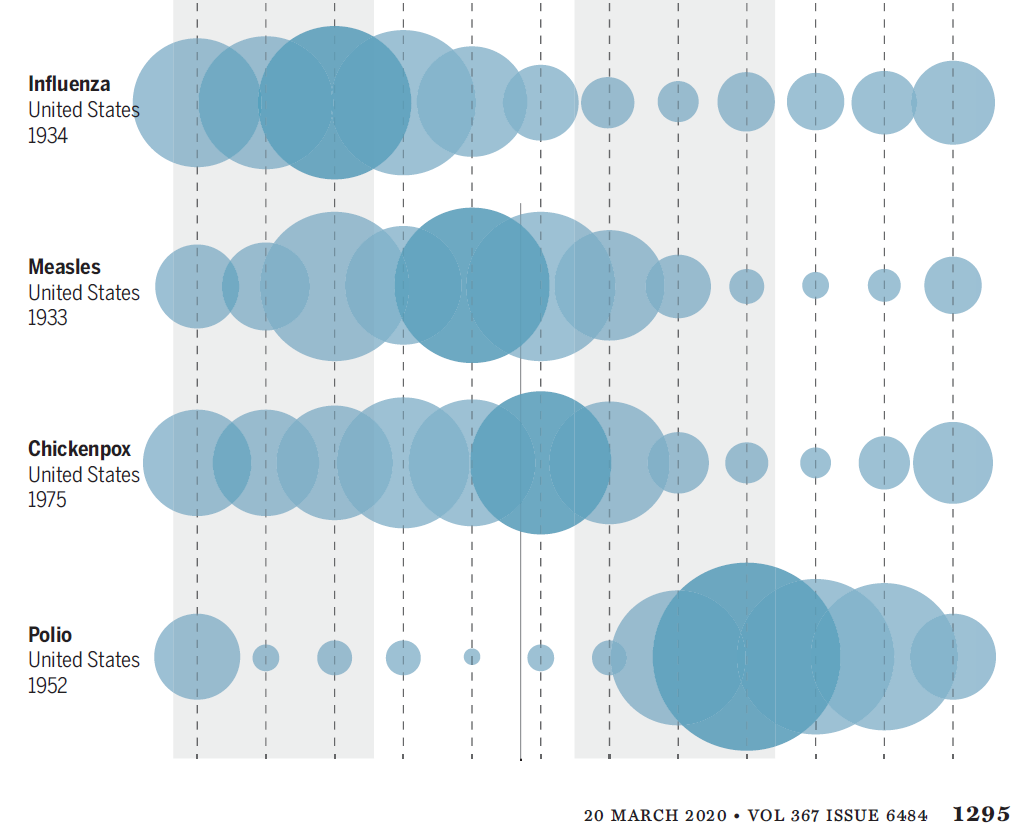 Influenza
United States
1934
Measles
United States
1933
Chickenpox
United States
1975
Polio
United States
1952
20 MARCH 2020 • VOL 367 ISSUE 6484 1295